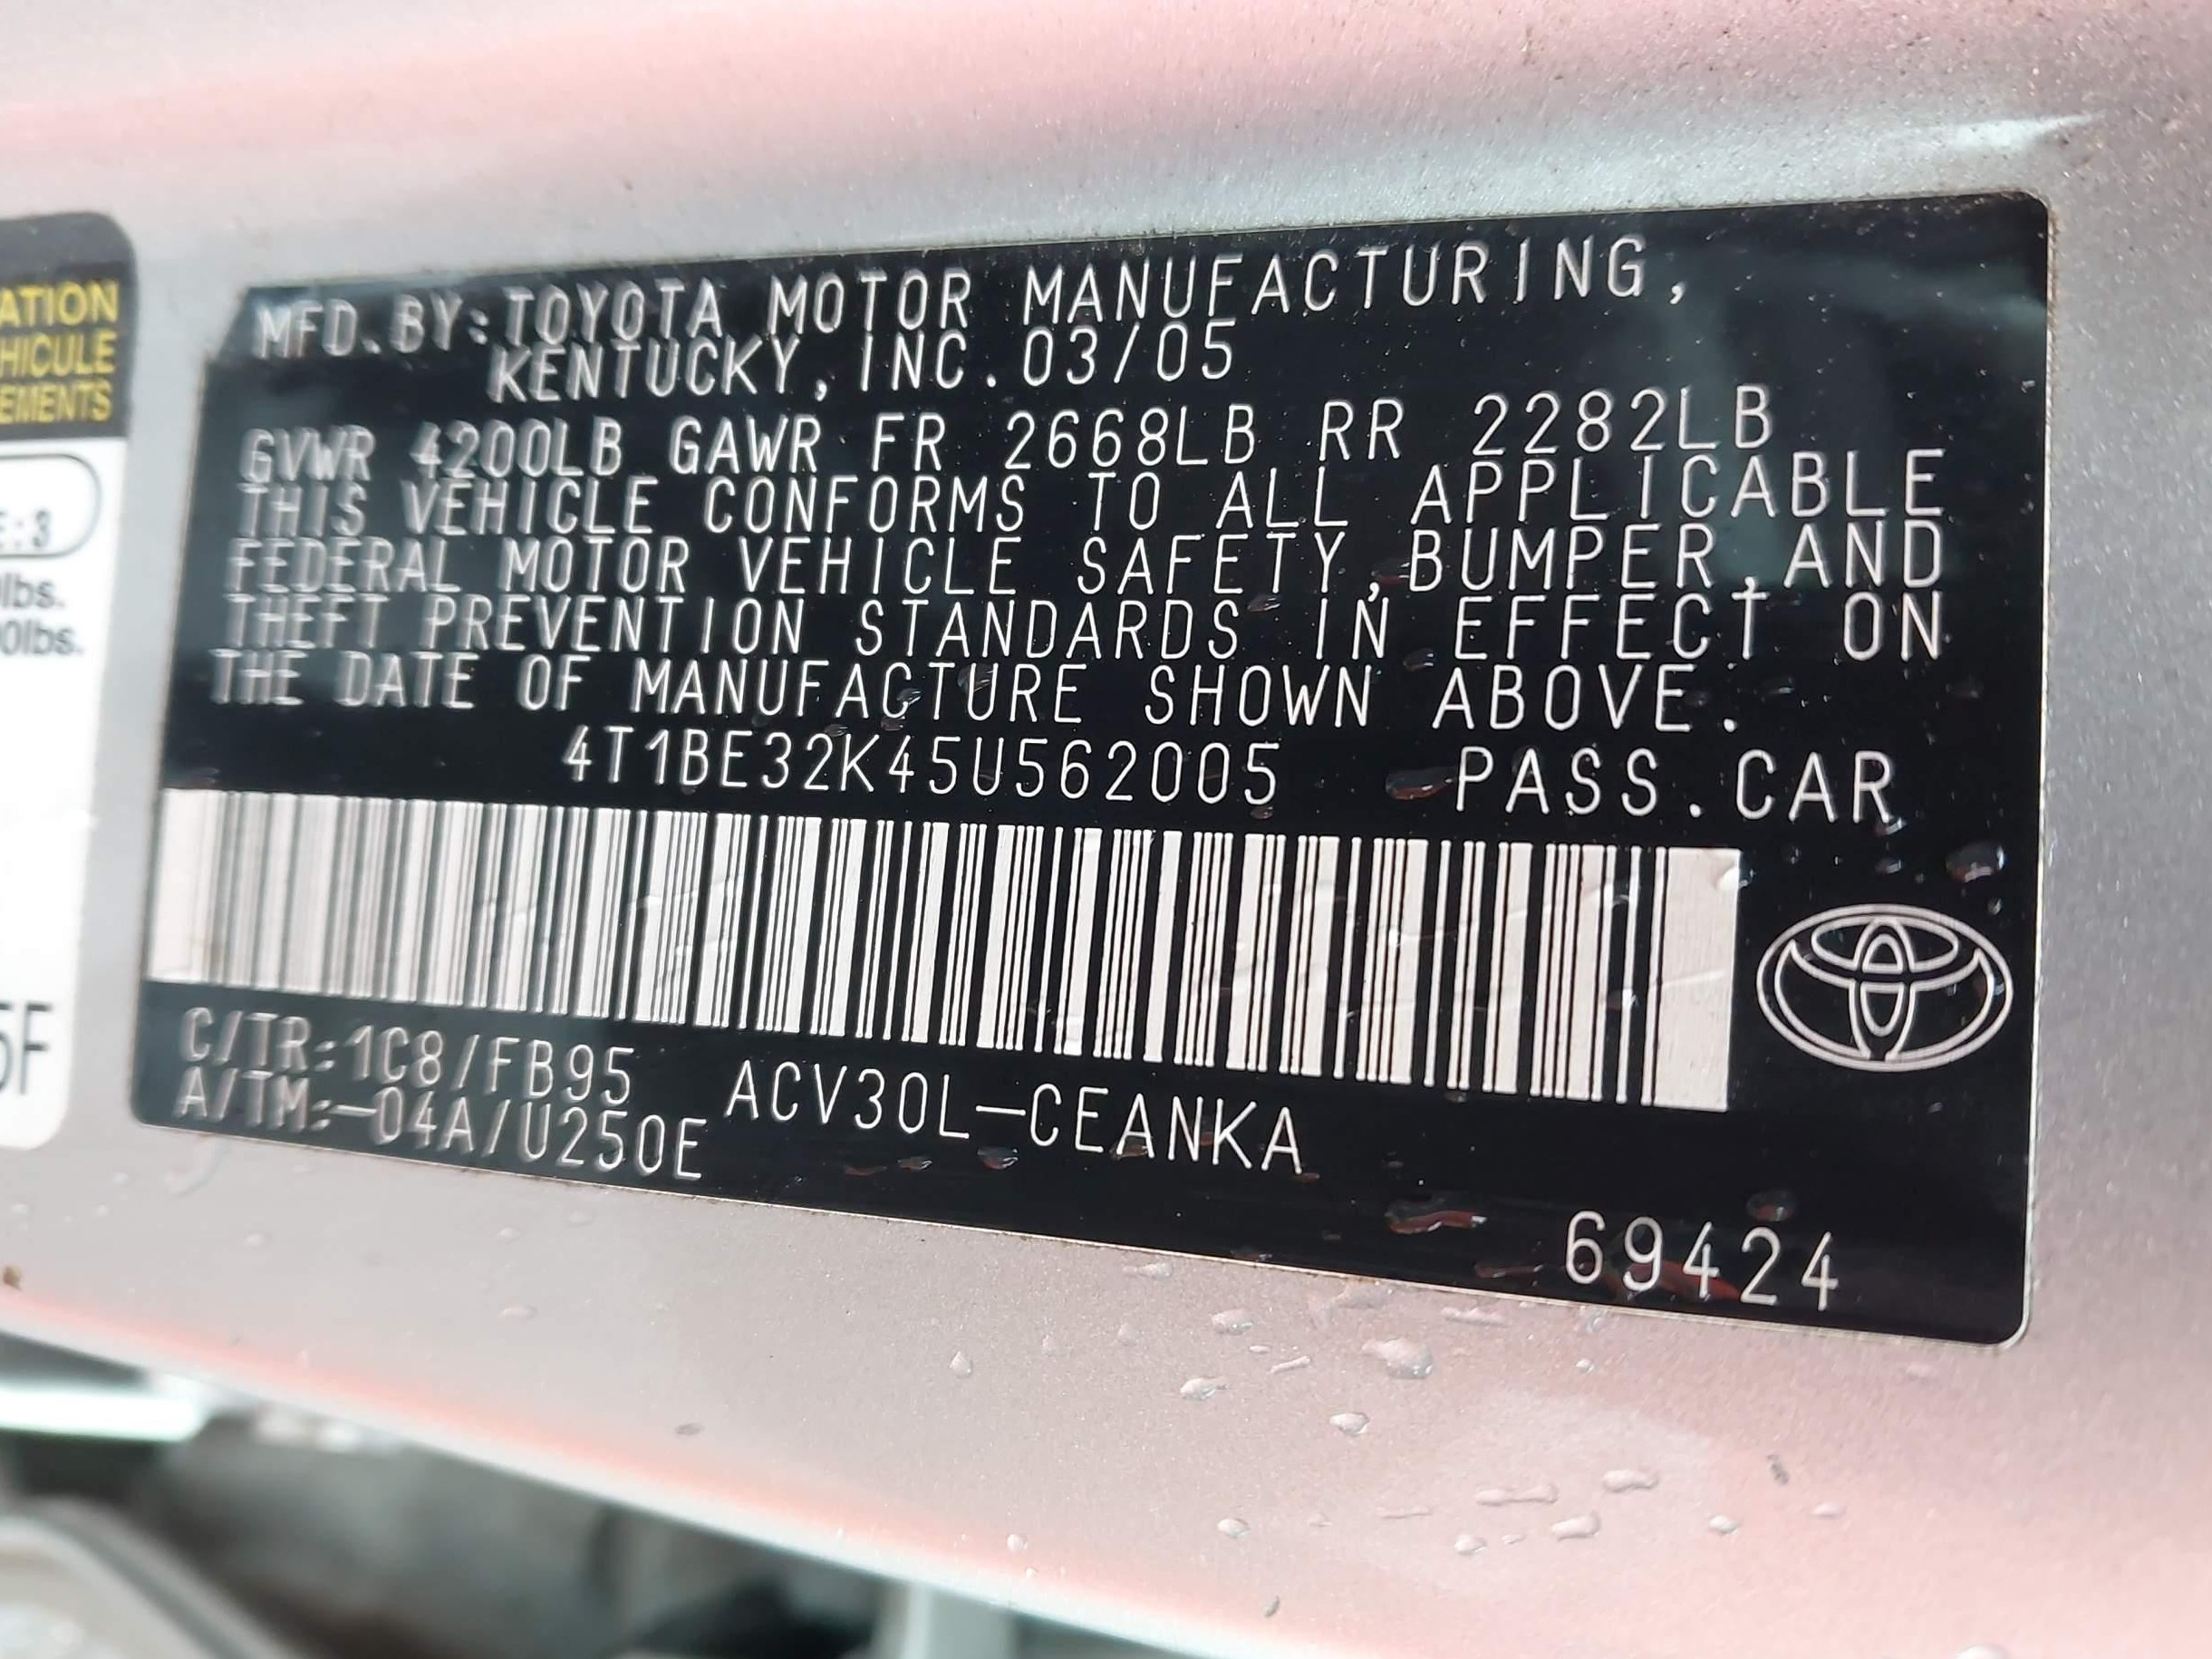 ATION
HICULE
EMENTS
E:3
0lbs.
5F
MFD.BY:TOYOTA MOTOR MANUFACTURING,
KENTUCKY, INC.03/05
GVWR 4200LB GAWR FR 2668LB RR 2282LB
THIS VEHICLE CONFORMS TO ALL APPLICABLE
FEDERAL MOTOR VEHICLE SAFETY,BUMPER,AND
THEFT PREVENTION STANDARDS IN EFFECT ON
THE DATE OF MANUFACTURE SHOWN ABOVE.
4T1BE32K45U562005 PASS.CAR
C/TR:1C8/FB95 ACV30L-CEANKA
A/TM:-04A/U250E
69424